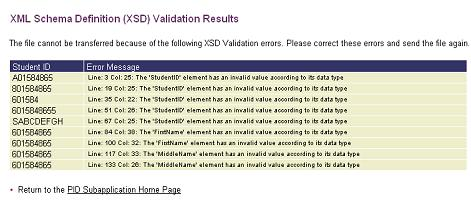 XML Schema Definition (XSD) Validation Results
The file cannot be transferred because of the following XSD Validation errors. Please correct these errors and send the file again.
Student ID Error Message
A01584865 Line: 3 Col: 25: The 'StudentID' element has an invalid value according to its data type
801584865 Line: 19 Col: 25: The 'StudentID' element has an invalid value according to its data type
601584 Line: 35 Col: 22: The 'StudentID' element has an invalid value according to its data type
6015848655 Line: 51 Col: 26: The 'StudentID' element has an invalid value according to its data type
SABCDEFGH Line: 67 Col: 25: The 'StudentID' element has an invalid value according to its data type
601584865 Line: 84 Col: 38: The 'FirstName' element has an invalid value according to its data type
601584865 Line: 100 Col: 32: The 'FirstName' element has an invalid value according to its data type
601584865 Line: 117 Col: 33: The 'MiddleName' element has an invalid value according to its data type
601584865 Line: 133 Col: 26: The 'MiddleName' element has an invalid value according to its data type
• Return to the PID Subapplication Home Page